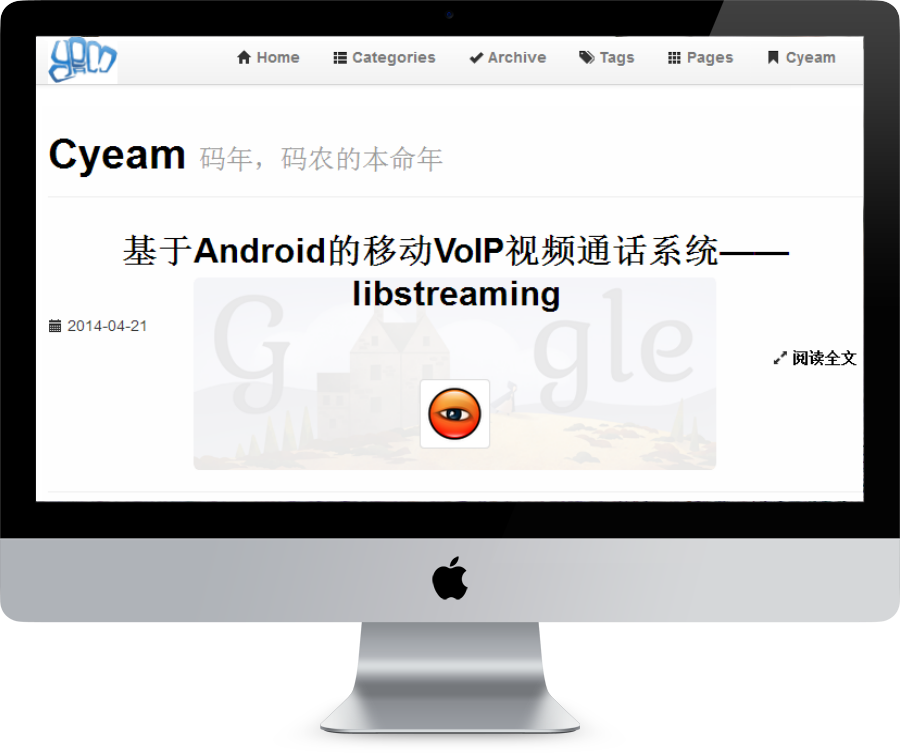 Home Categories Archive Tags Pages Cyeam
Cyeam 码年，码农的本命年
基于Android的移动VoIP视频通话系统——
libstreaming
Google
2014-04-21
阅读全文